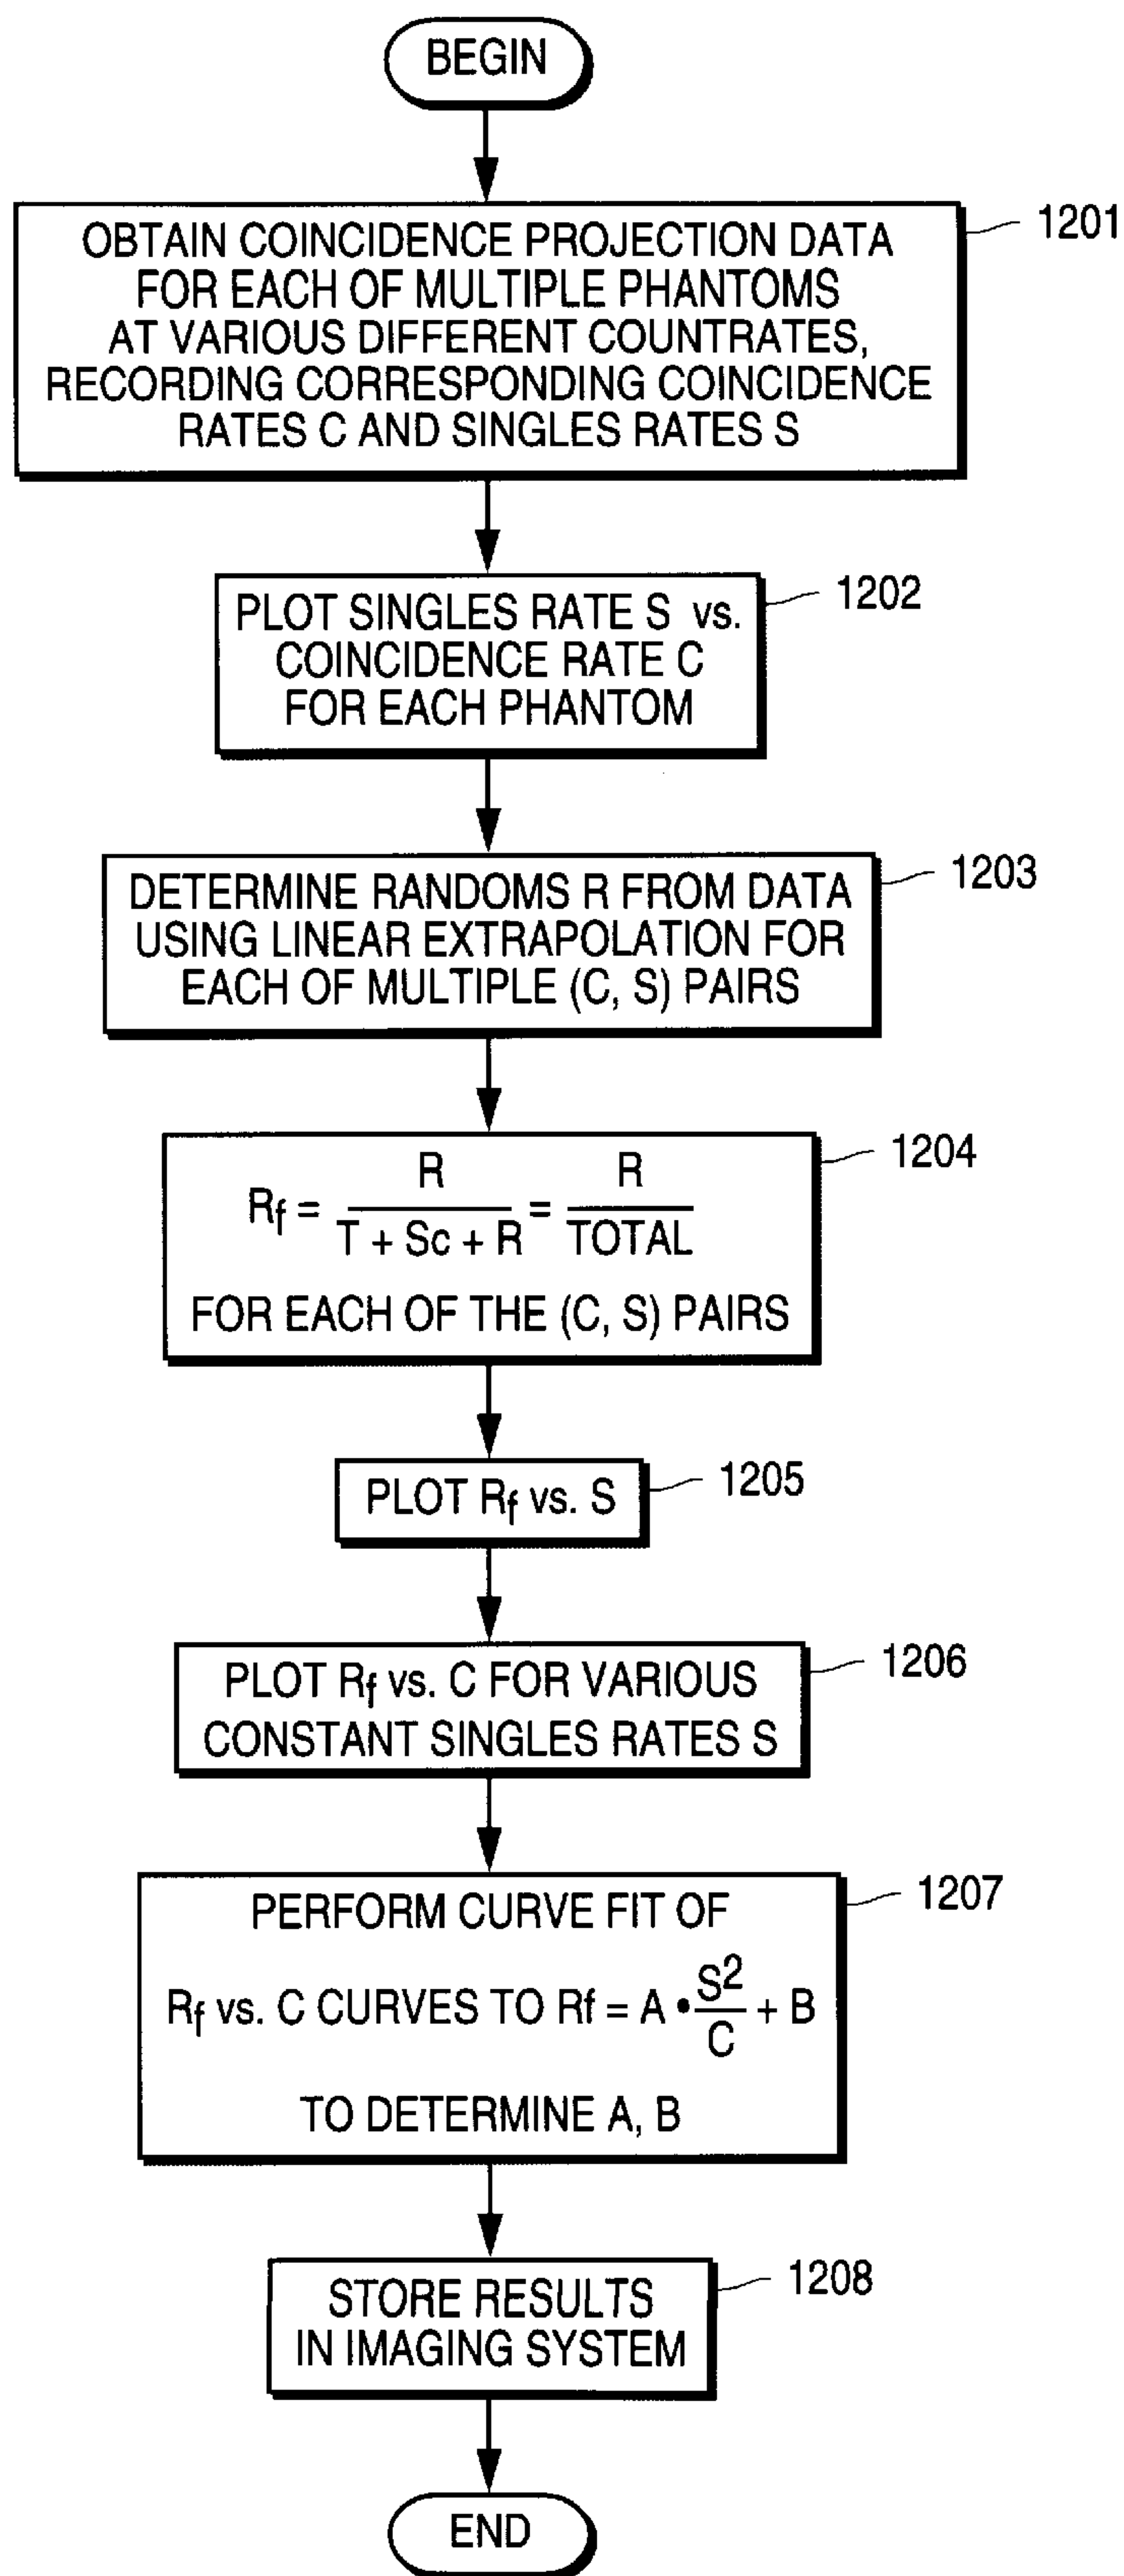 BEGIN
OBTAIN COINCIDENCE PROJECTION DATA
FOR EACH OF MULTIPLE PHANTOMS
AT VARIOUS DIFFERENT COUNTRATES,
RECORDING CORRESPONDING COINCIDENCE
RATES C AND SINGLES RATES S
1201
PLOT SINGLES RATE S vs.
COINCIDENCE RATE C
FOR EACH PHANTOM
1202
DETERMINE RANDOMS R FROM DATA
USING LINEAR EXTRAPOLATION FOR
EACH OF MULTIPLE (C, S) PAIRS
1203
Rf = R / (T + Sc + R) = R / TOTAL
FOR EACH OF THE (C, S) PAIRS
1204
PLOT Rf vs. S
1205
PLOT Rf vs. C FOR VARIOUS
CONSTANT SINGLES RATES S
1206
PERFORM CURVE FIT OF
Rf vs. C CURVES TO Rf = A • S² / C + B
TO DETERMINE A, B
1207
STORE RESULTS
IN IMAGING SYSTEM
1208
END